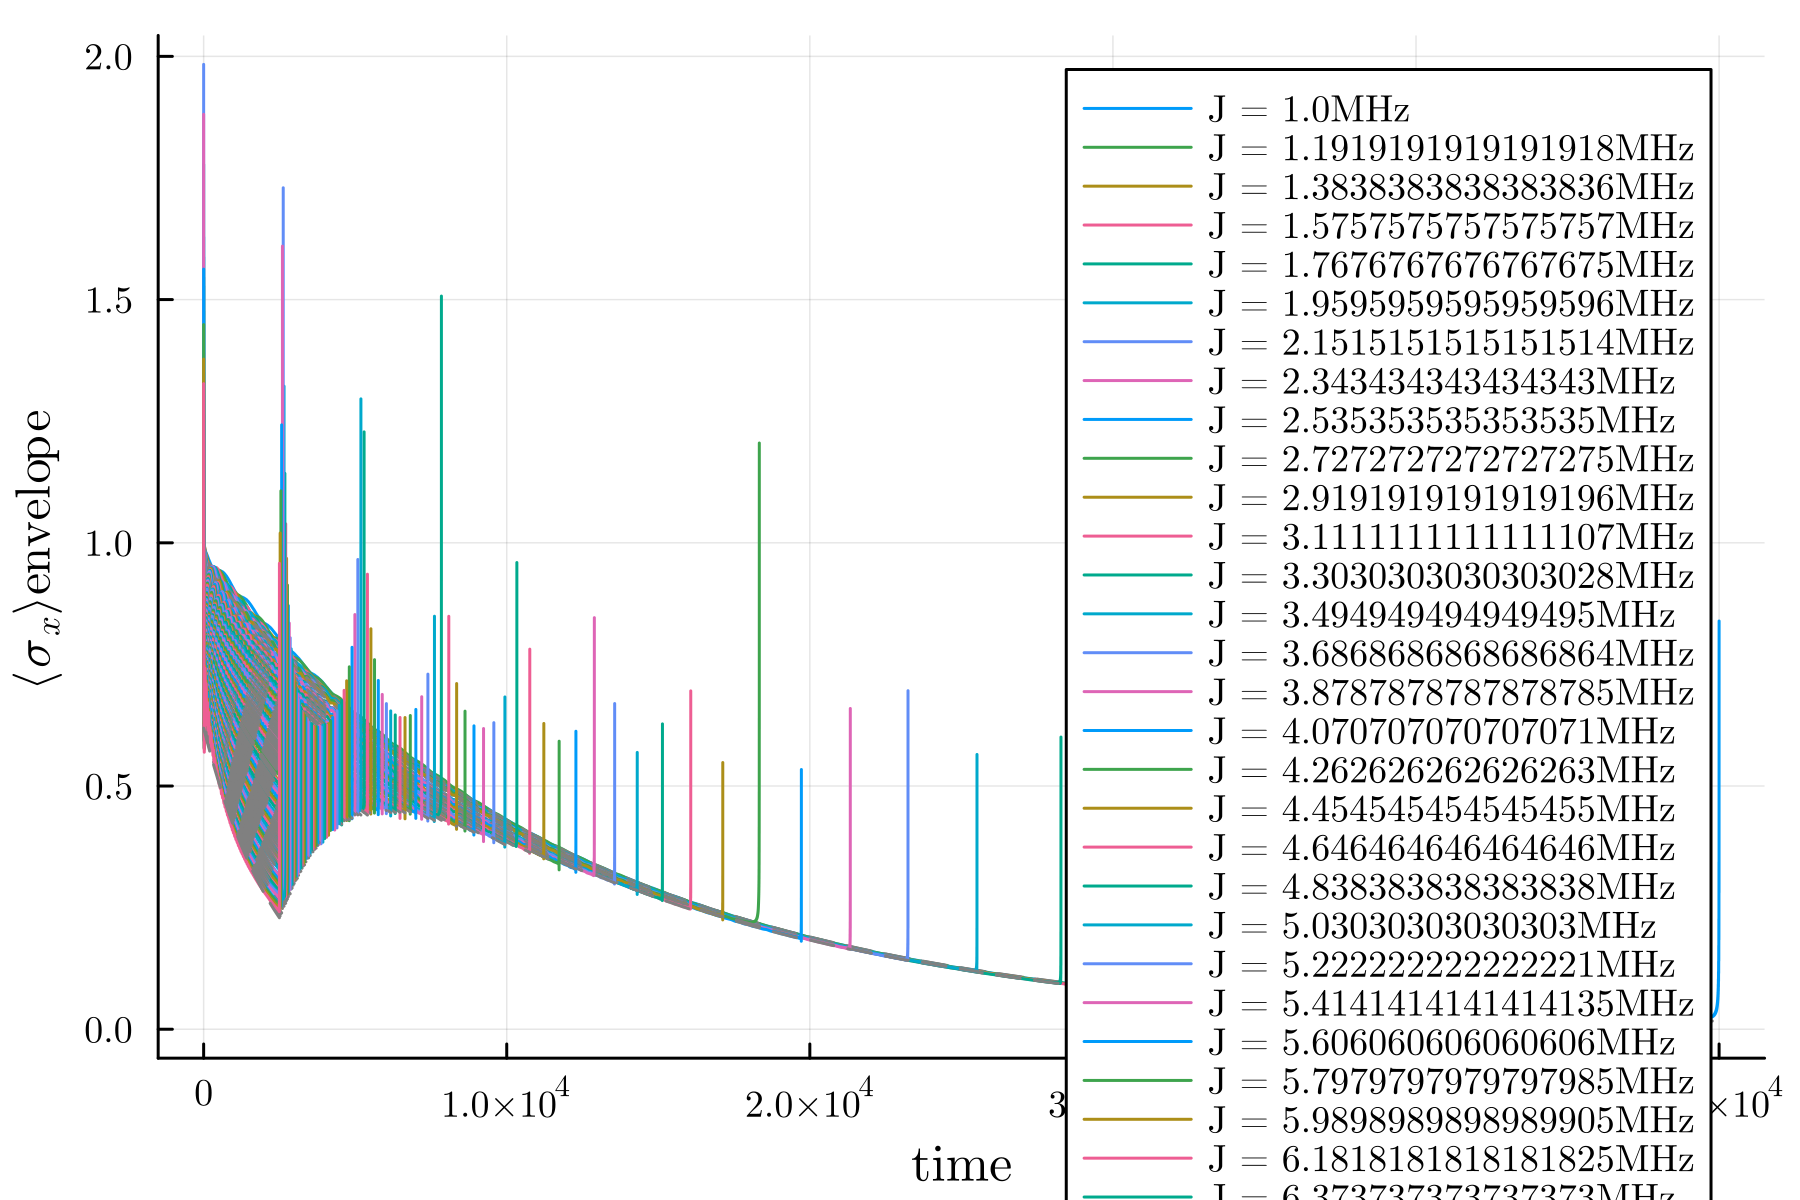 2.0
1.5
1.0
0.5
0.0
⟨σx⟩envelope
0
1.0×10⁴
2.0×10⁴
3
×10⁴
time
J = 1.0MHz
J = 1.1919191919191918MHz
J = 1.3838383838383836MHz
J = 1.5757575757575757MHz
J = 1.7676767676767675MHz
J = 1.9595959595959596MHz
J = 2.1515151515151514MHz
J = 2.343434343434343MHz
J = 2.535353535353535MHz
J = 2.7272727272727275MHz
J = 2.9191919191919196MHz
J = 3.1111111111111107MHz
J = 3.3030303030303028MHz
J = 3.494949494949495MHz
J = 3.6868686868686864MHz
J = 3.8787878787878785MHz
J = 4.070707070707071MHz
J = 4.262626262626263MHz
J = 4.454545454545455MHz
J = 4.646464646464646MHz
J = 4.838383838383838MHz
J = 5.03030303030303MHz
J = 5.222222222222221MHz
J = 5.4141414141414135MHz
J = 5.606060606060606MHz
J = 5.7979797979797985MHz
J = 5.9898989898989905MHz
J = 6.1818181818181825MHz
J = 6.373737373737373MHz